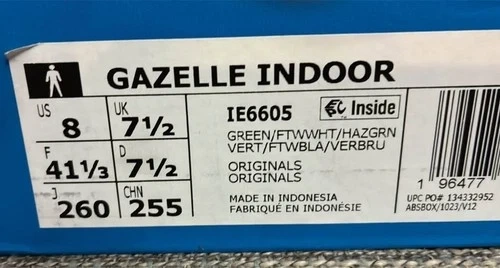 GAZELLE INDOOR
US 8
UK 7½
F 41⅓
D 7½
J 260
CHN 255
IE6605
Inside
GREEN/FTWWHT/HAZGRN
VERT/FTWBLA/VERBRU
ORIGINALS
ORIGINALS
MADE IN INDONESIA
FABRIQUÉ EN INDONÉSIE
1 96477
UPC PO# 134332952
ABSBOX/1023/V12